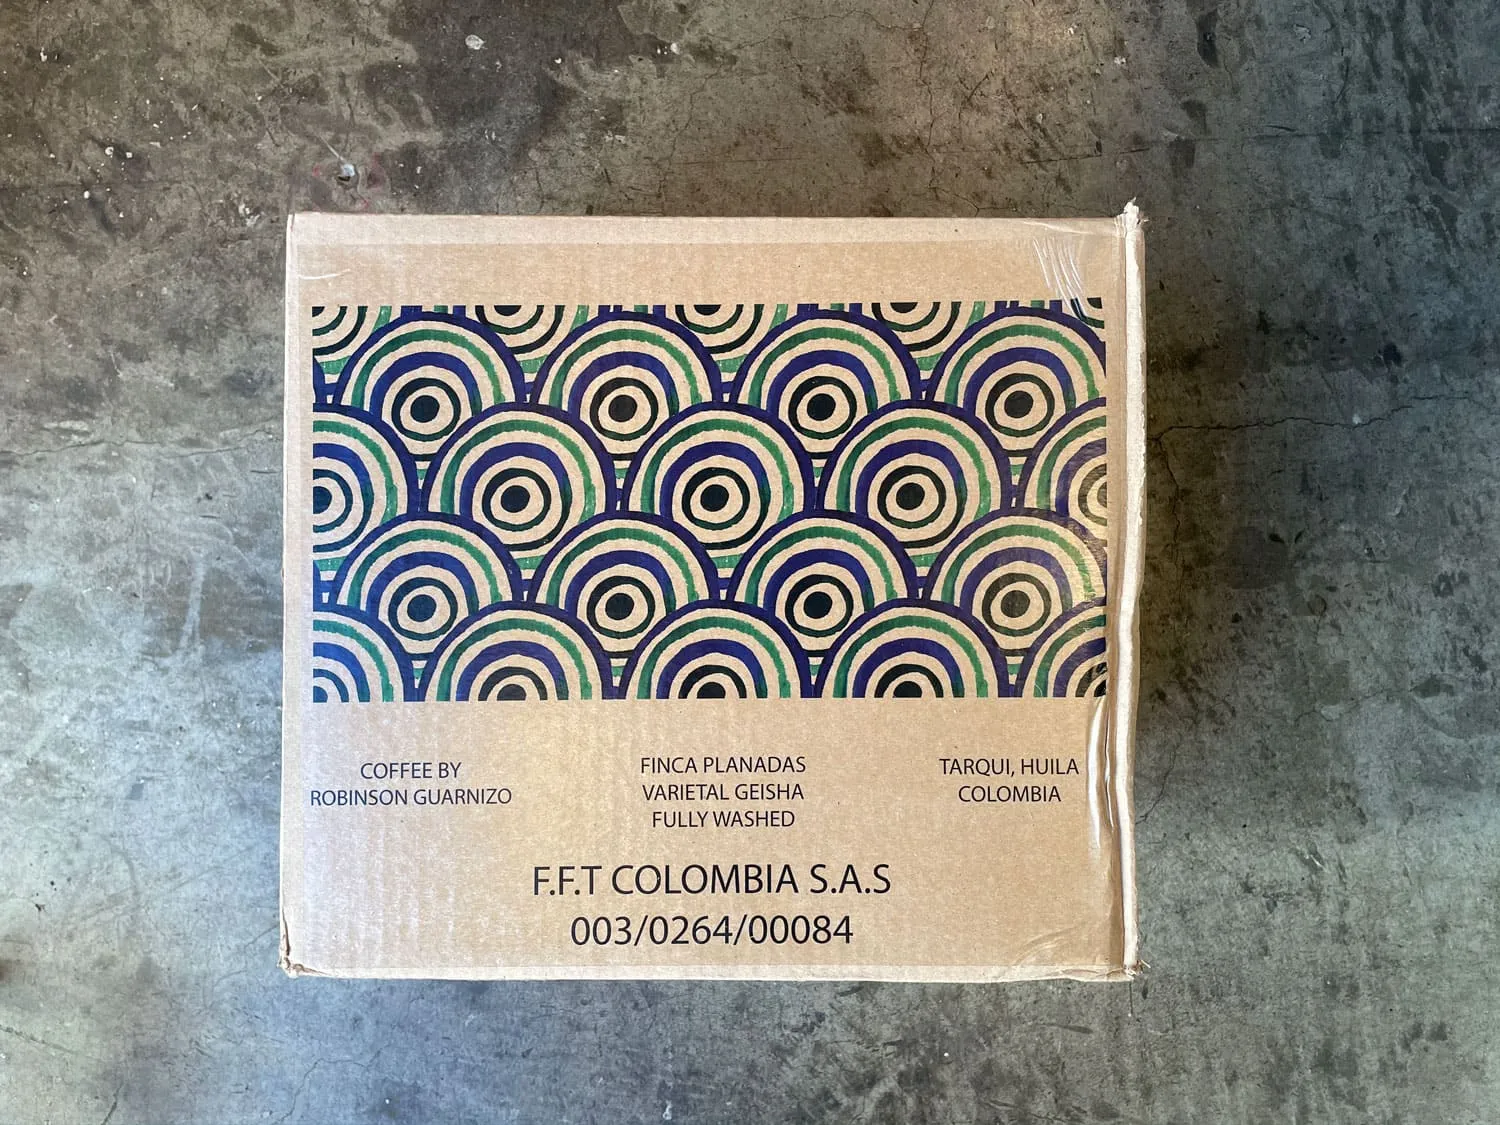 COFFEE BY
ROBINSON GUARNIZO
FINCA PLANADAS
VARIETAL GEISHA
FULLY WASHED
TARQUI, HUILA
COLOMBIA
F.F.T COLOMBIA S.A.S
003/0264/00084